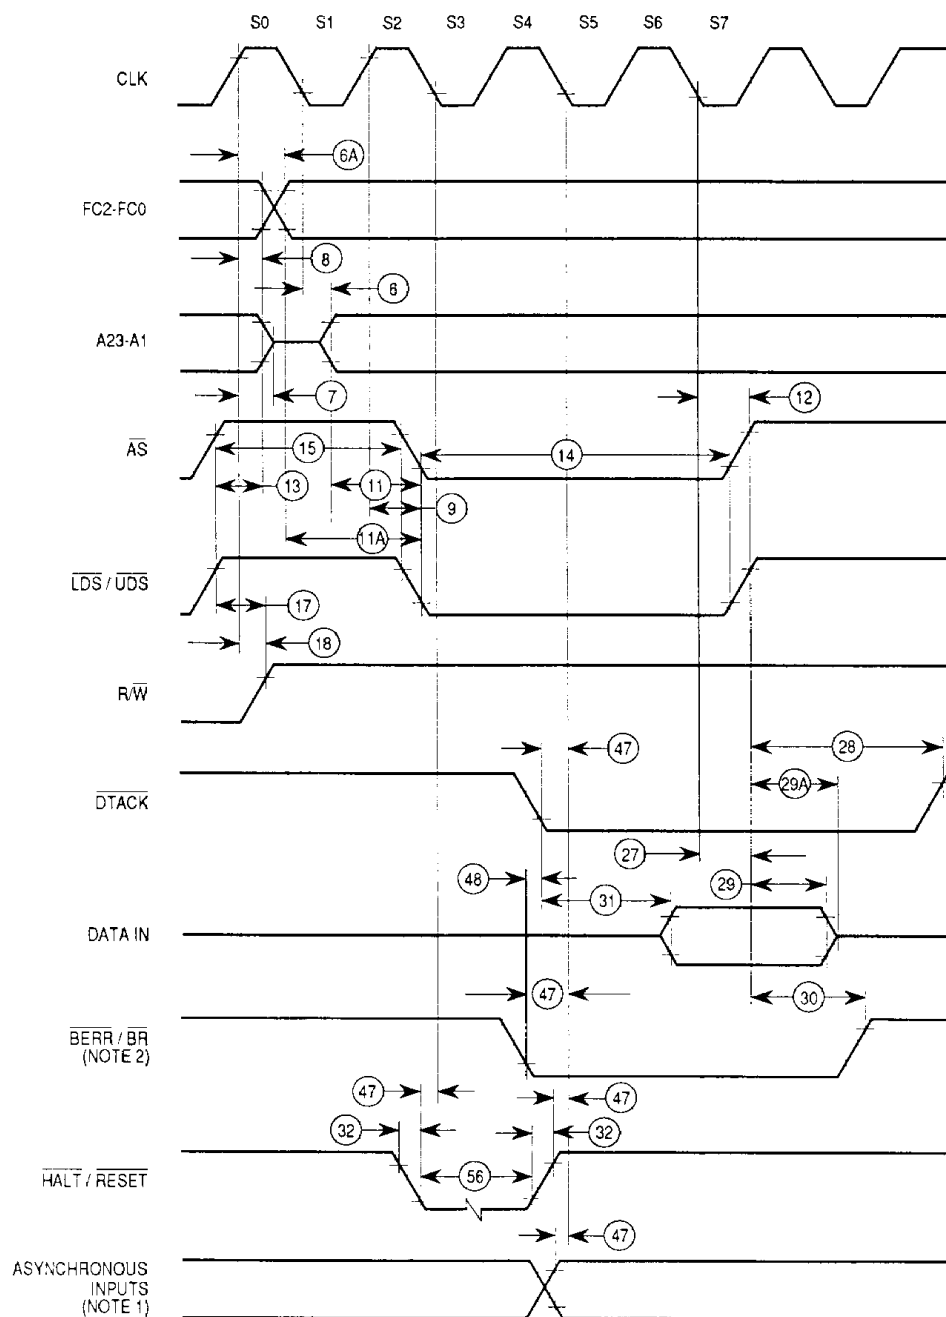 S0 S1 S2 S3 S4 S5 S6 S7
CLK
6A
FC2-FC0
8
6
A23-A1
7
12
AS
15
14
13
11
9
11A
LDS / UDS
17
18
R/W
47
28
DTACK
29A
27
48
29
31
DATA IN
47
30
BERR / BR
(NOTE 2)
47
47
32
32
HALT / RESET
56
47
ASYNCHRONOUS
INPUTS
(NOTE 1)